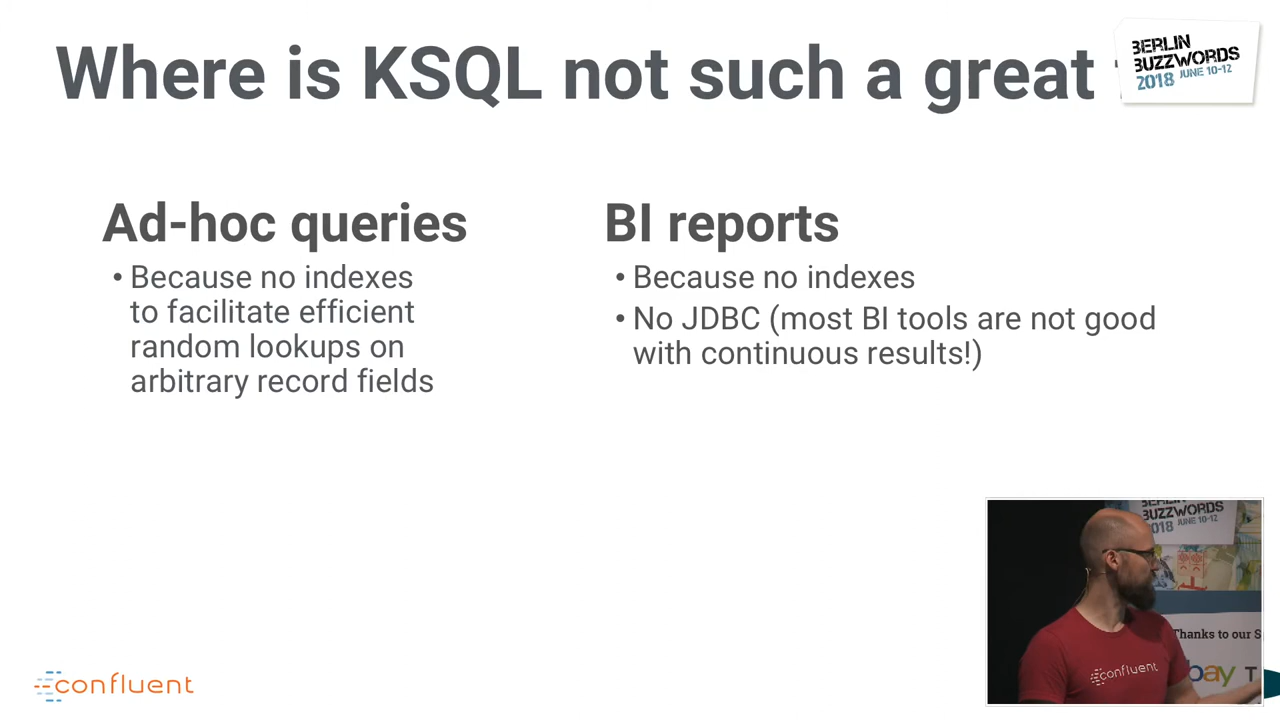 Where is KSQL not such a great
BERLIN
BUZZWORDS
2018 JUNE 10-12
Ad-hoc queries
• Because no indexes
to facilitate efficient
random lookups on
arbitrary record fields
BI reports
• Because no indexes
• No JDBC (most BI tools are not good
with continuous results!)
confluent
BERLIN
BUZZWORDS
2018 JUNE 10-12
Thanks to our S
bay T
confluent